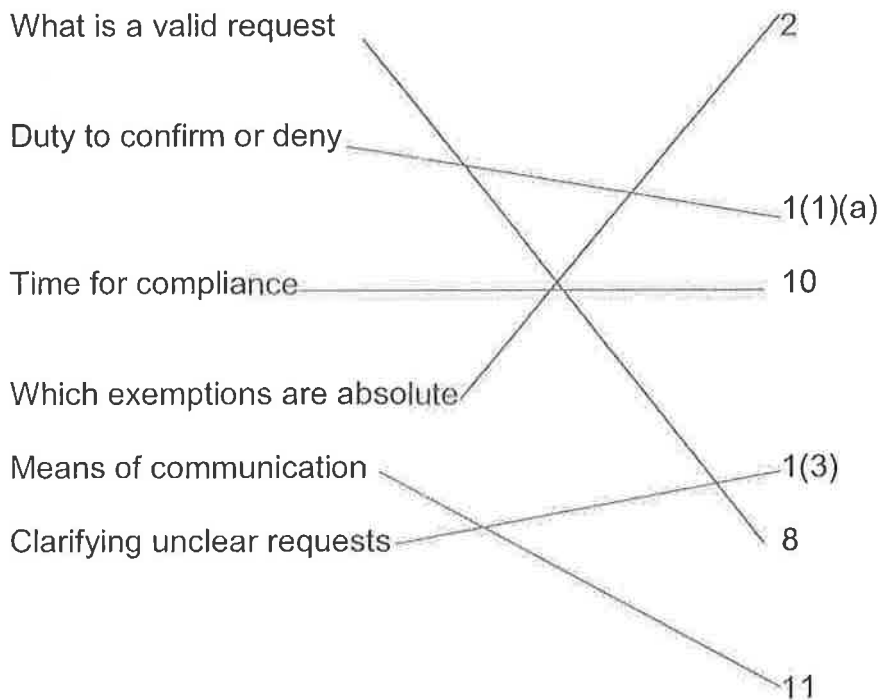 What is a valid request 2
Duty to confirm or deny
1(1)(a)
Time for compliance 10
Which exemptions are absolute
Means of communication 1(3)
Clarifying unclear requests 8
11